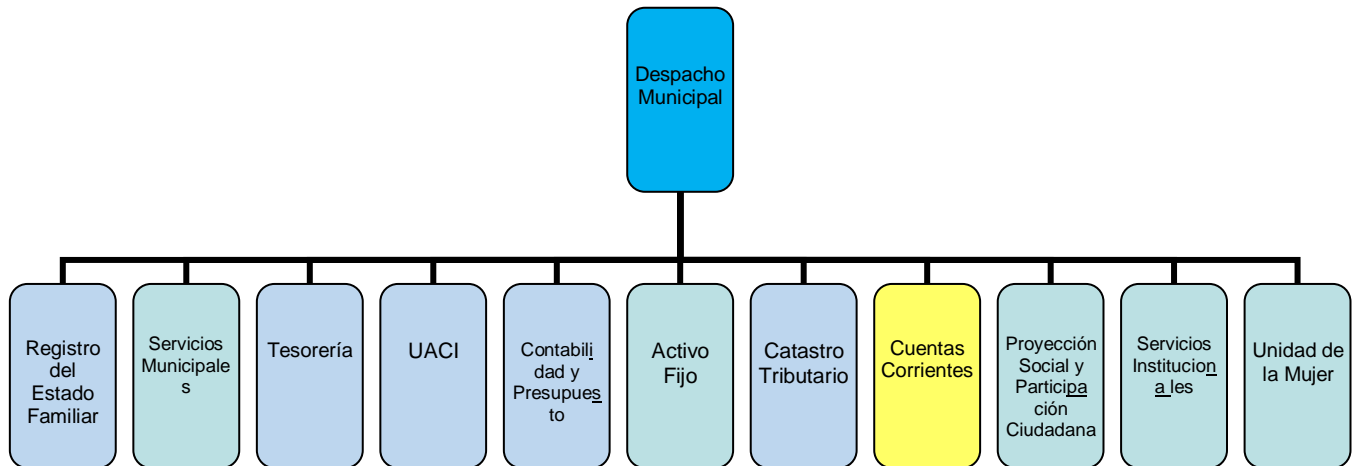 Despacho
Municipal
Registro
del
Estado
Familiar
Servicios
Municipale
s
Tesorería
UACI
Contabili
dad y
Presupues
to
Activo
Fijo
Catastro
Tributario
Cuentas
Corrientes
Proyección
Social y
Particípa
ción
Ciudadana
Servicios
Institucion
a les
Unidad de
la Mujer